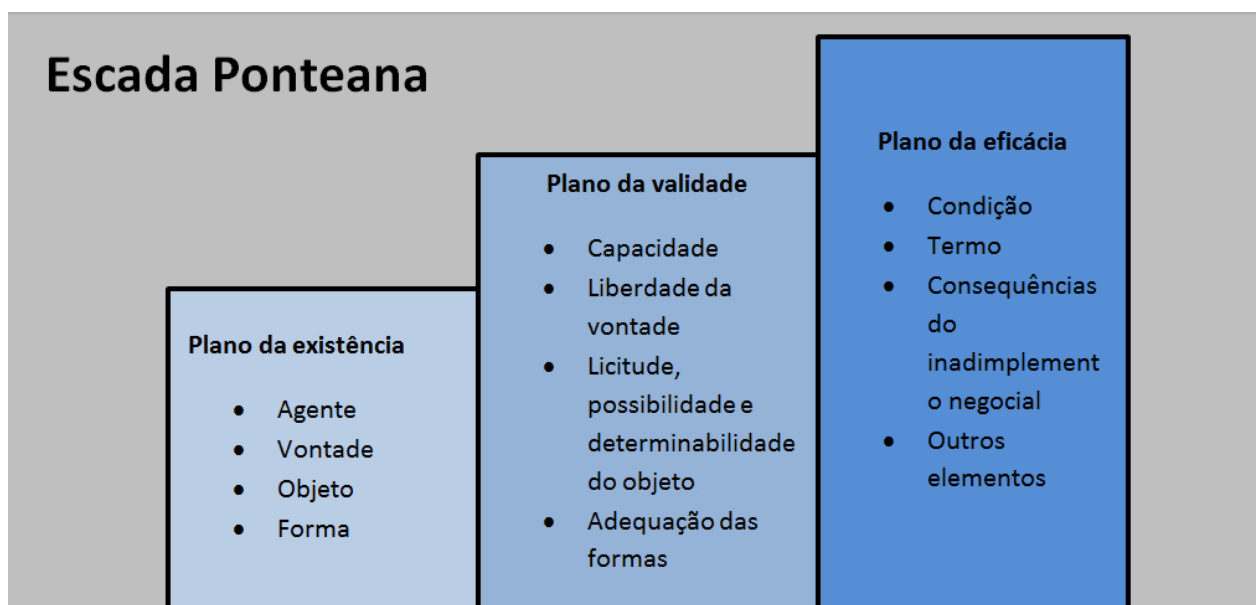 Escada Ponteana
Plano da existência
• Agente
• Vontade
• Objeto
• Forma
Plano da validade
• Capacidade
• Liberdade da
vontade
• Licitude,
possibilidade e
determinabilidade
do objeto
• Adequação das
formas
Plano da eficácia
• Condição
• Termo
• Consequências
do
inadimplement
o negocial
• Outros
elementos